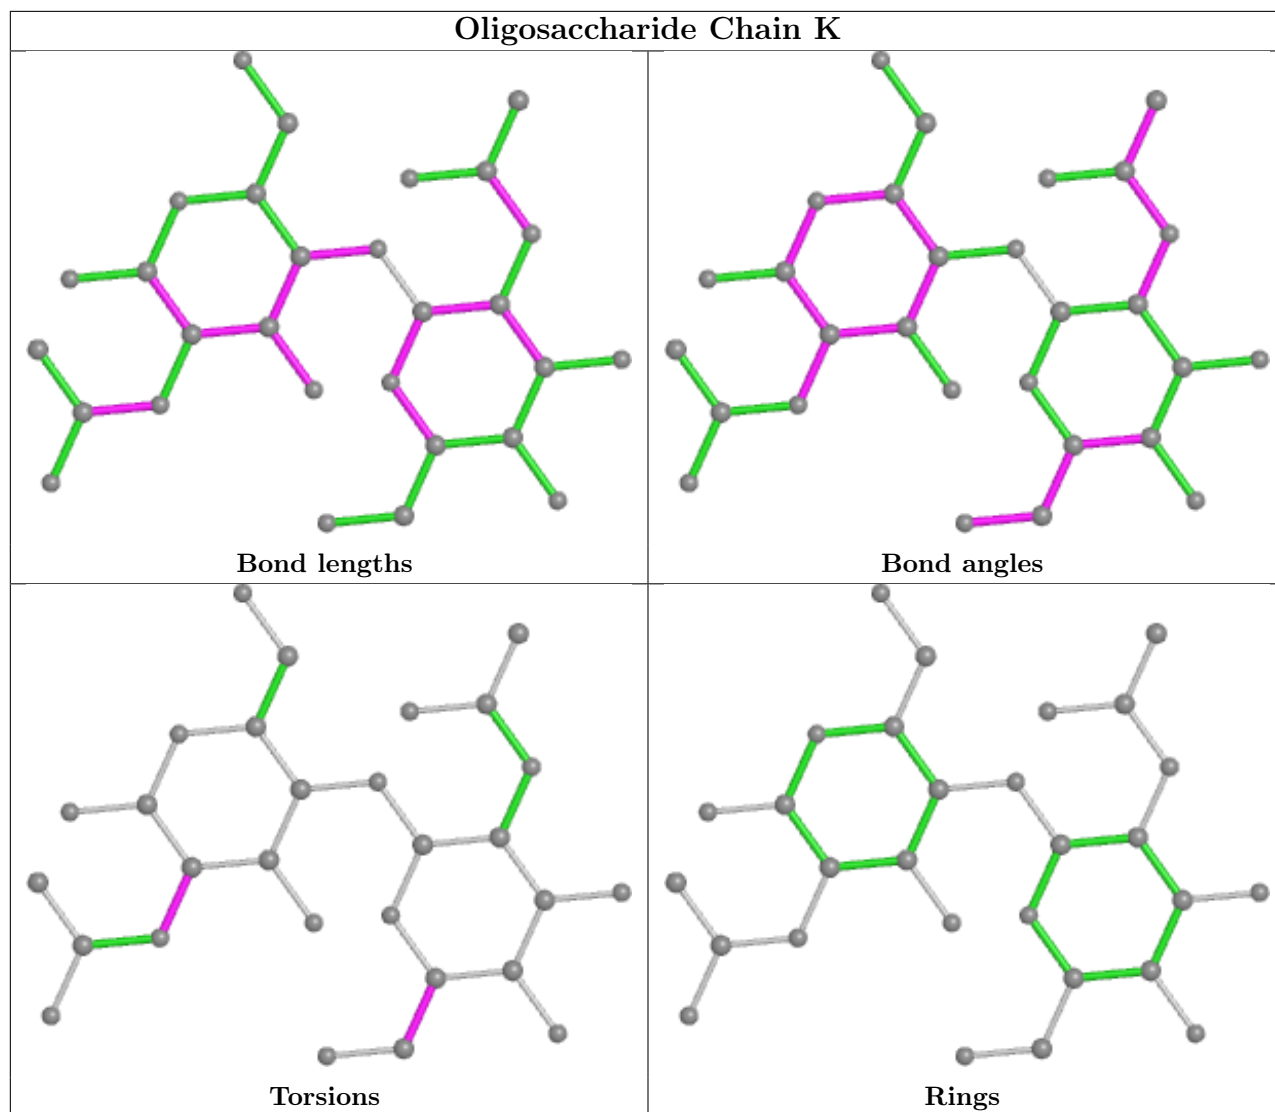 Oligosaccharide Chain K
Bond lengths
Bond angles
Torsions
Rings